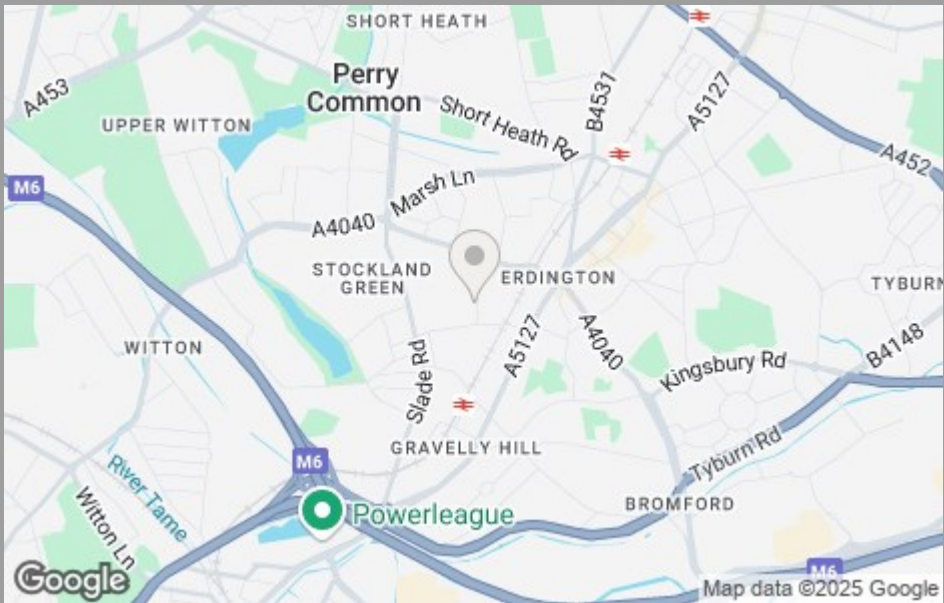 SHORT HEATH
Perry
Common
A453
UPPER WITTON
Short Heath Rd
B4531
A5127
A452
M6
Marsh Ln
A4040
STOCKLAND
GREEN
ERDINGTON
TYBURN
WITTON
Slade Rd
A5127
A4040
Kingsbury Rd
B4148
GRAVELLY HILL
M6
Tyburn Rd
BROMFORD
River Tame
Witton Ln
Powerleague
M6
Google
Map data ©2025 Google